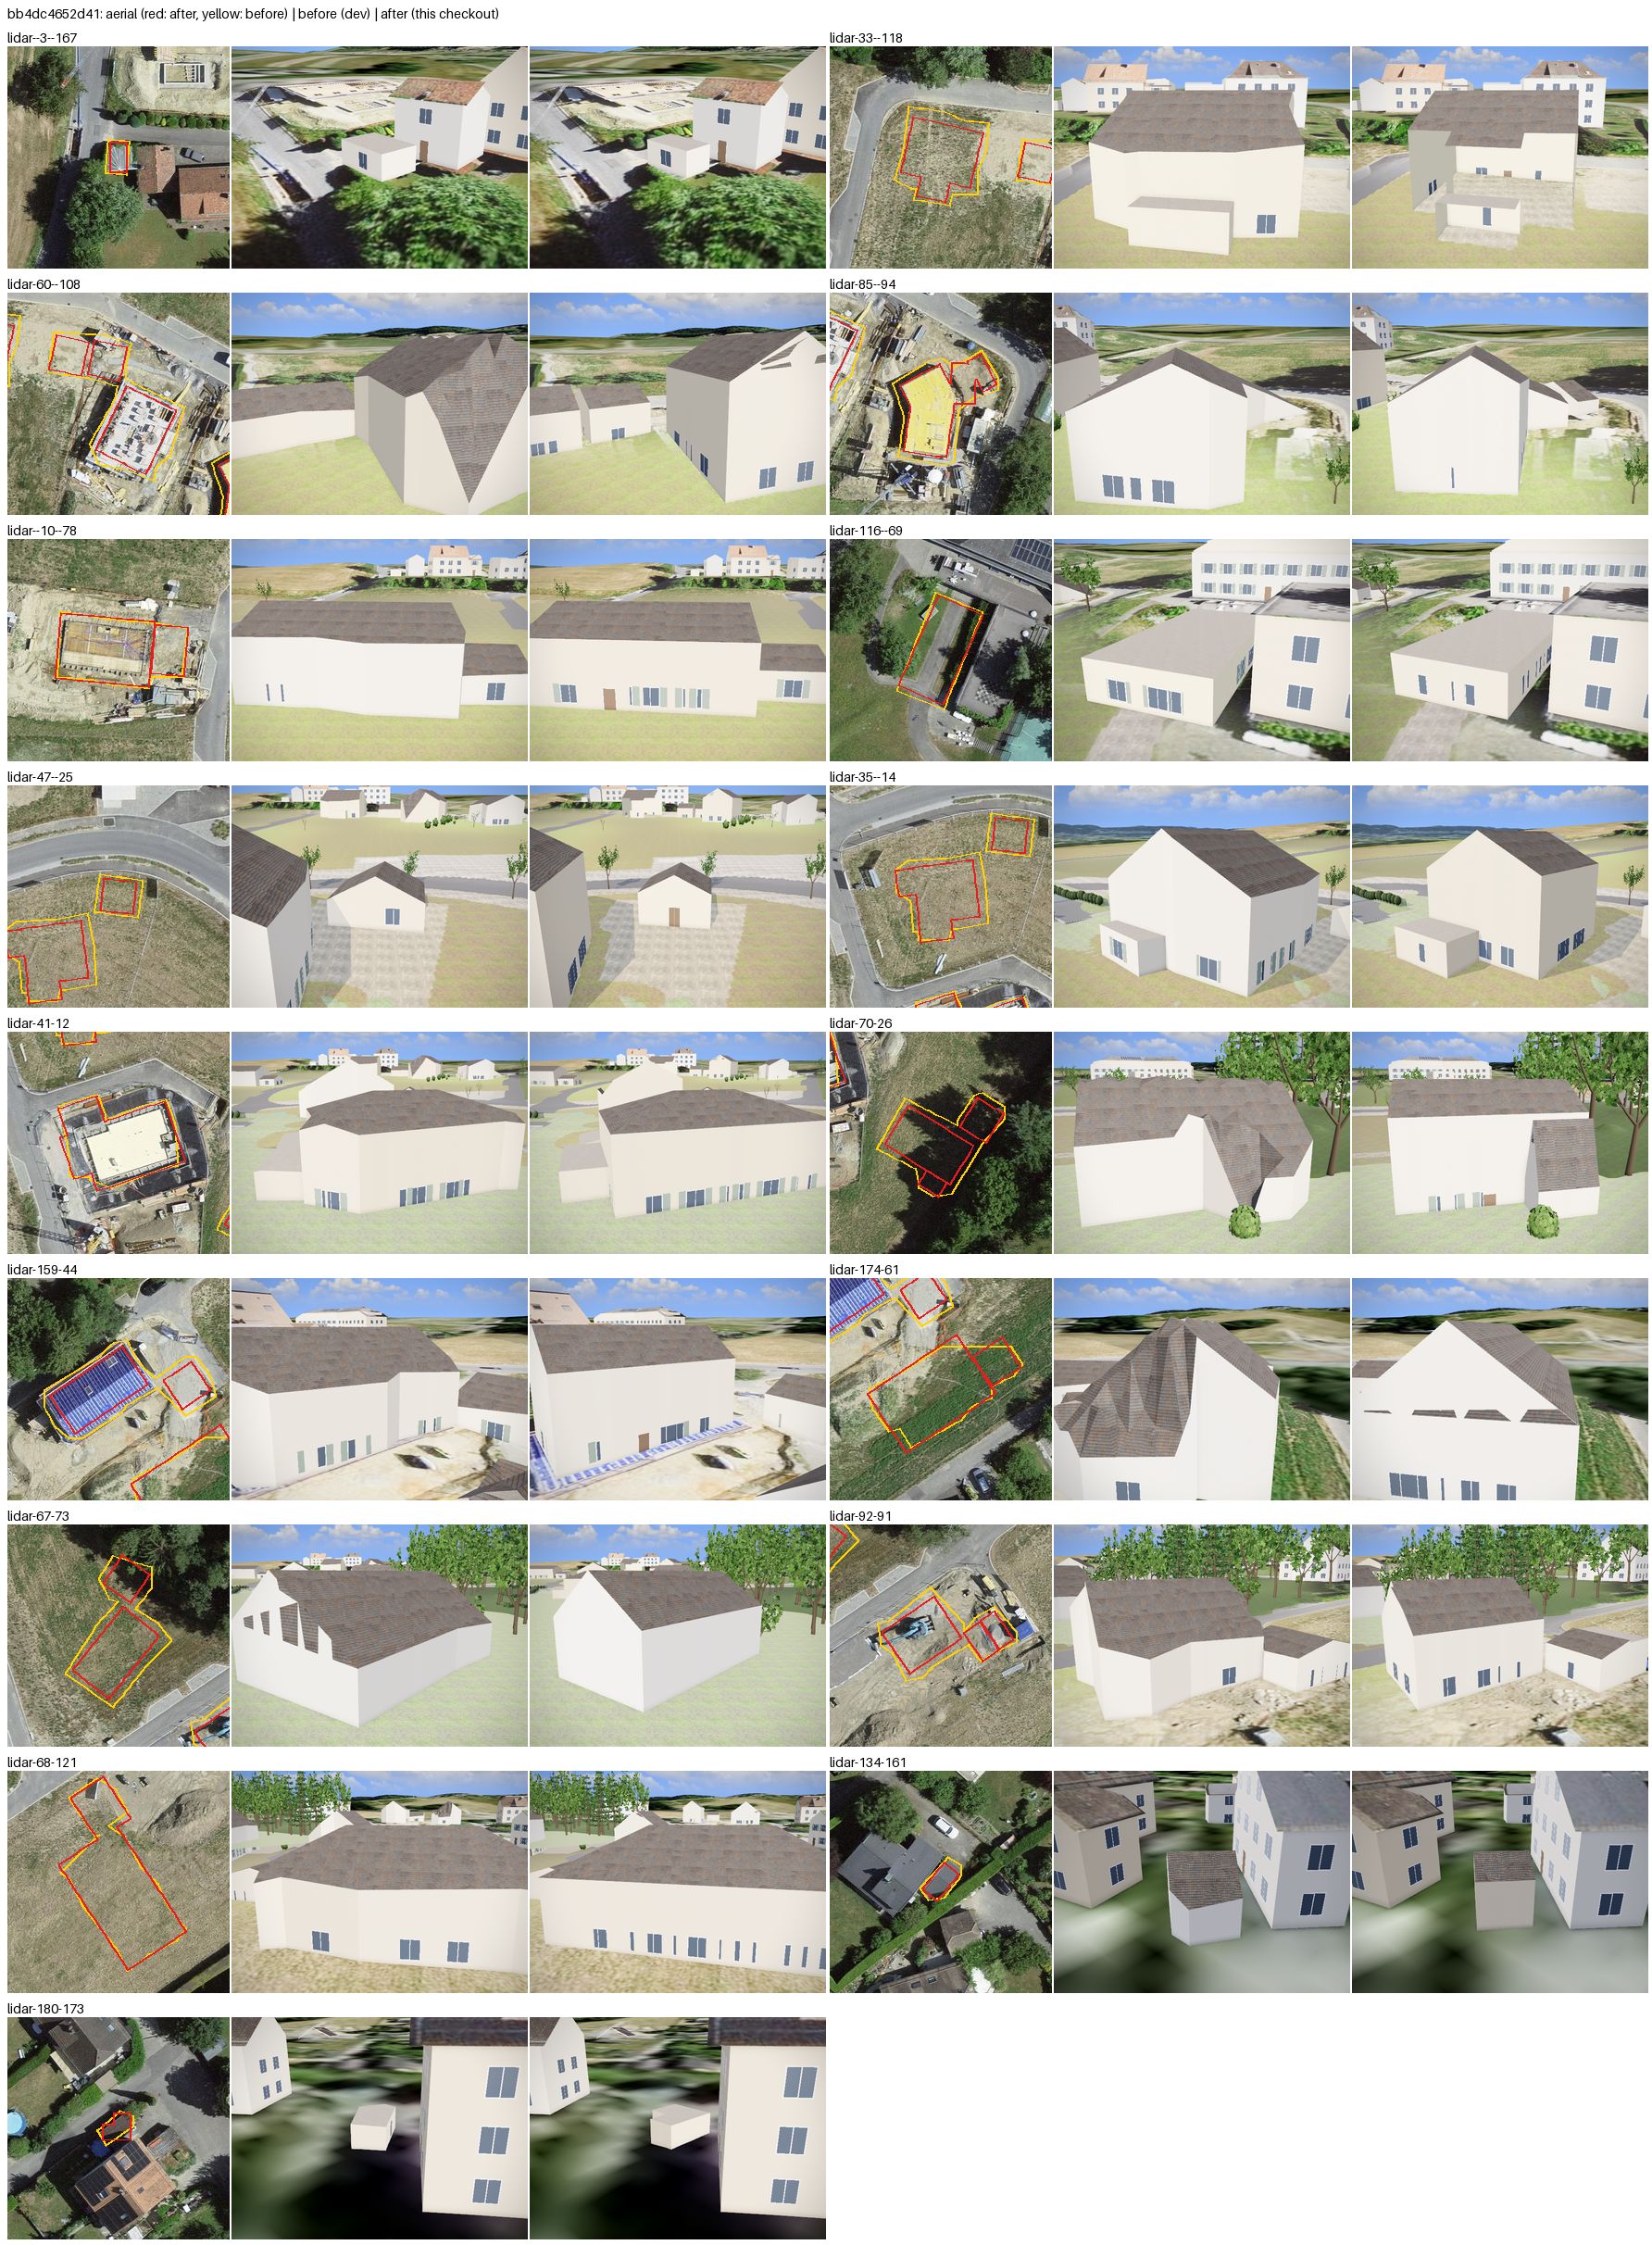 bb4dc4652d41: aerial (red: after, yellow: before) | before (dev) | after (this checkout)
lidar--3--167
lidar-33--118
lidar-60--108
lidar-85--94
lidar--10--78
lidar-116--69
lidar-47--25
lidar-35--14
lidar-41-12
lidar-70-26
lidar-159-44
lidar-174-61
lidar-67-73
lidar-92-91
lidar-68-121
lidar-134-161
lidar-180-173